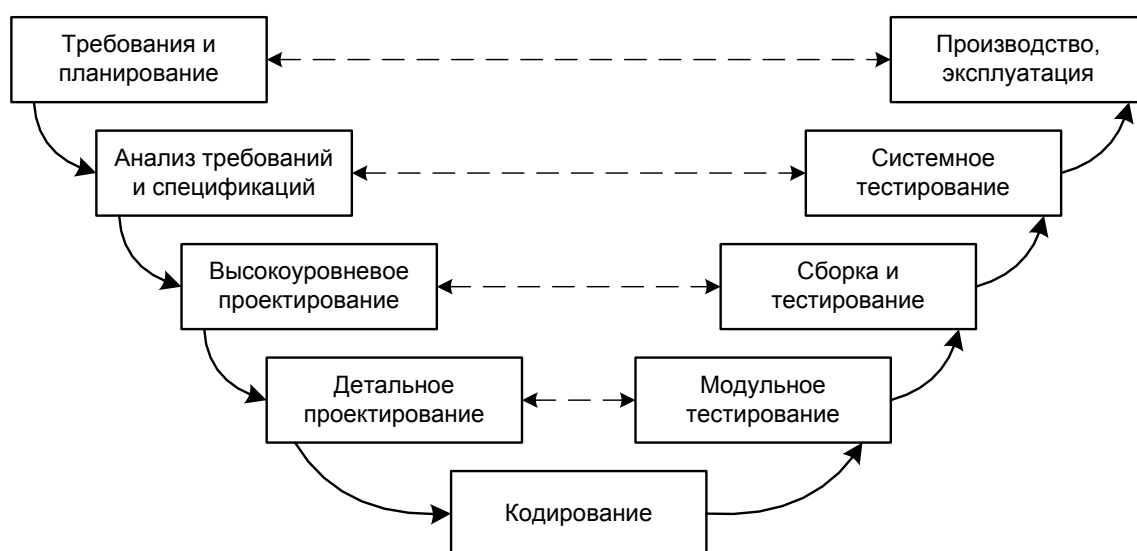 Требования и
планирование
Производство,
эксплуатация
Анализ требований
и спецификаций
Системное
тестирование
Высокоуровневое
проектирование
Сборка и
тестирование
Детальное
проектирование
Модульное
тестирование
Кодирование